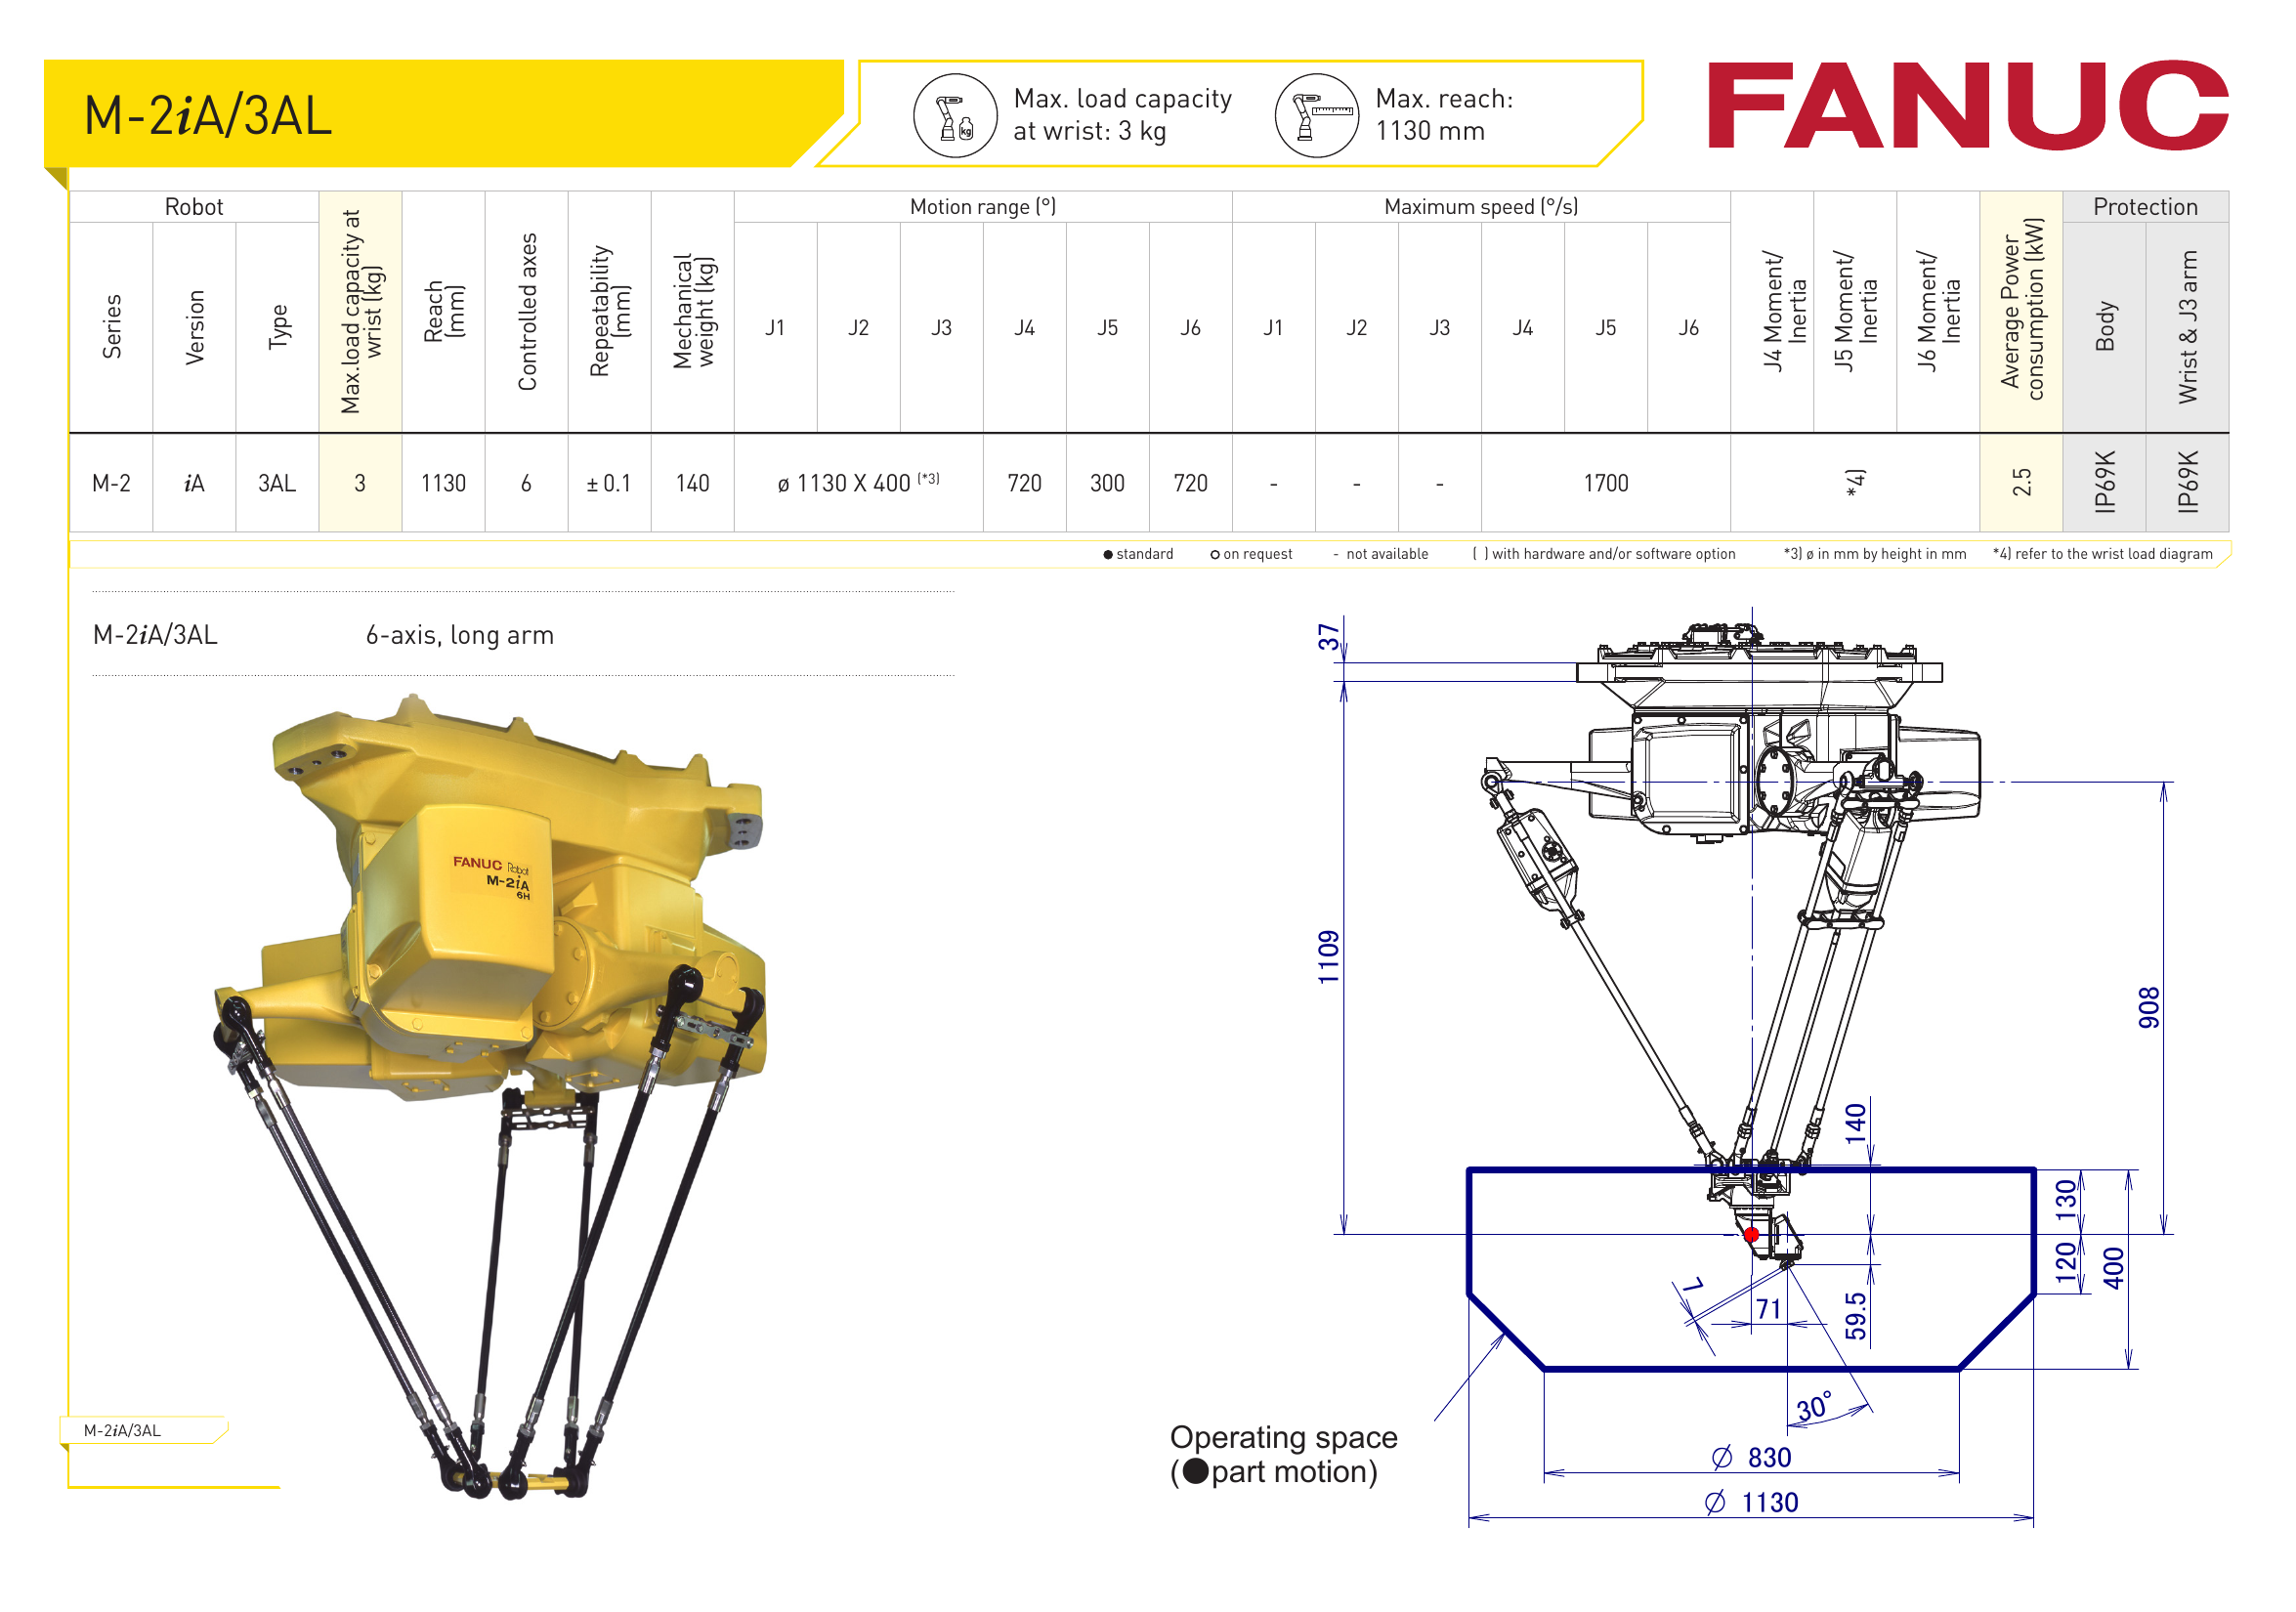 M-2iA/3AL
Max. load capacity
at wrist: 3 kg
kg
Max. reach:
1130 mm
FANUC
Robot
Motion range (°)
Maximum speed (°/s)
Protection
Series
Version
Type
Max.load capacity at
wrist (kg)
Reach
(mm)
Controlled axes
Repeatability
(mm)
Mechanical
weight (kg)
J1
J2
J3
J4
J5
J6
J1
J2
J3
J4
J5
J6
J4 Moment/
Inertia
J5 Moment/
Inertia
J6 Moment/
Inertia
Average Power
consumption (kW)
Body
Wrist & J3 arm
M-2
iA
3AL
3
1130
6
± 0.1
140
ø 1130 X 400 (*3)
720
300
720
-
-
-
1700
*4)
2.5
IP69K
IP69K
● standard ○ on request - not available ( ) with hardware and/or software option *3) ø in mm by height in mm *4) refer to the wrist load diagram
M-2iA/3AL 6-axis, long arm
FANUC Robot
M-2iA
6H
37
1109
908
140
130
120
400
7
71
59.5
30°
Operating space
(●part motion)
Ø 830
Ø 1130
M-2iA/3AL